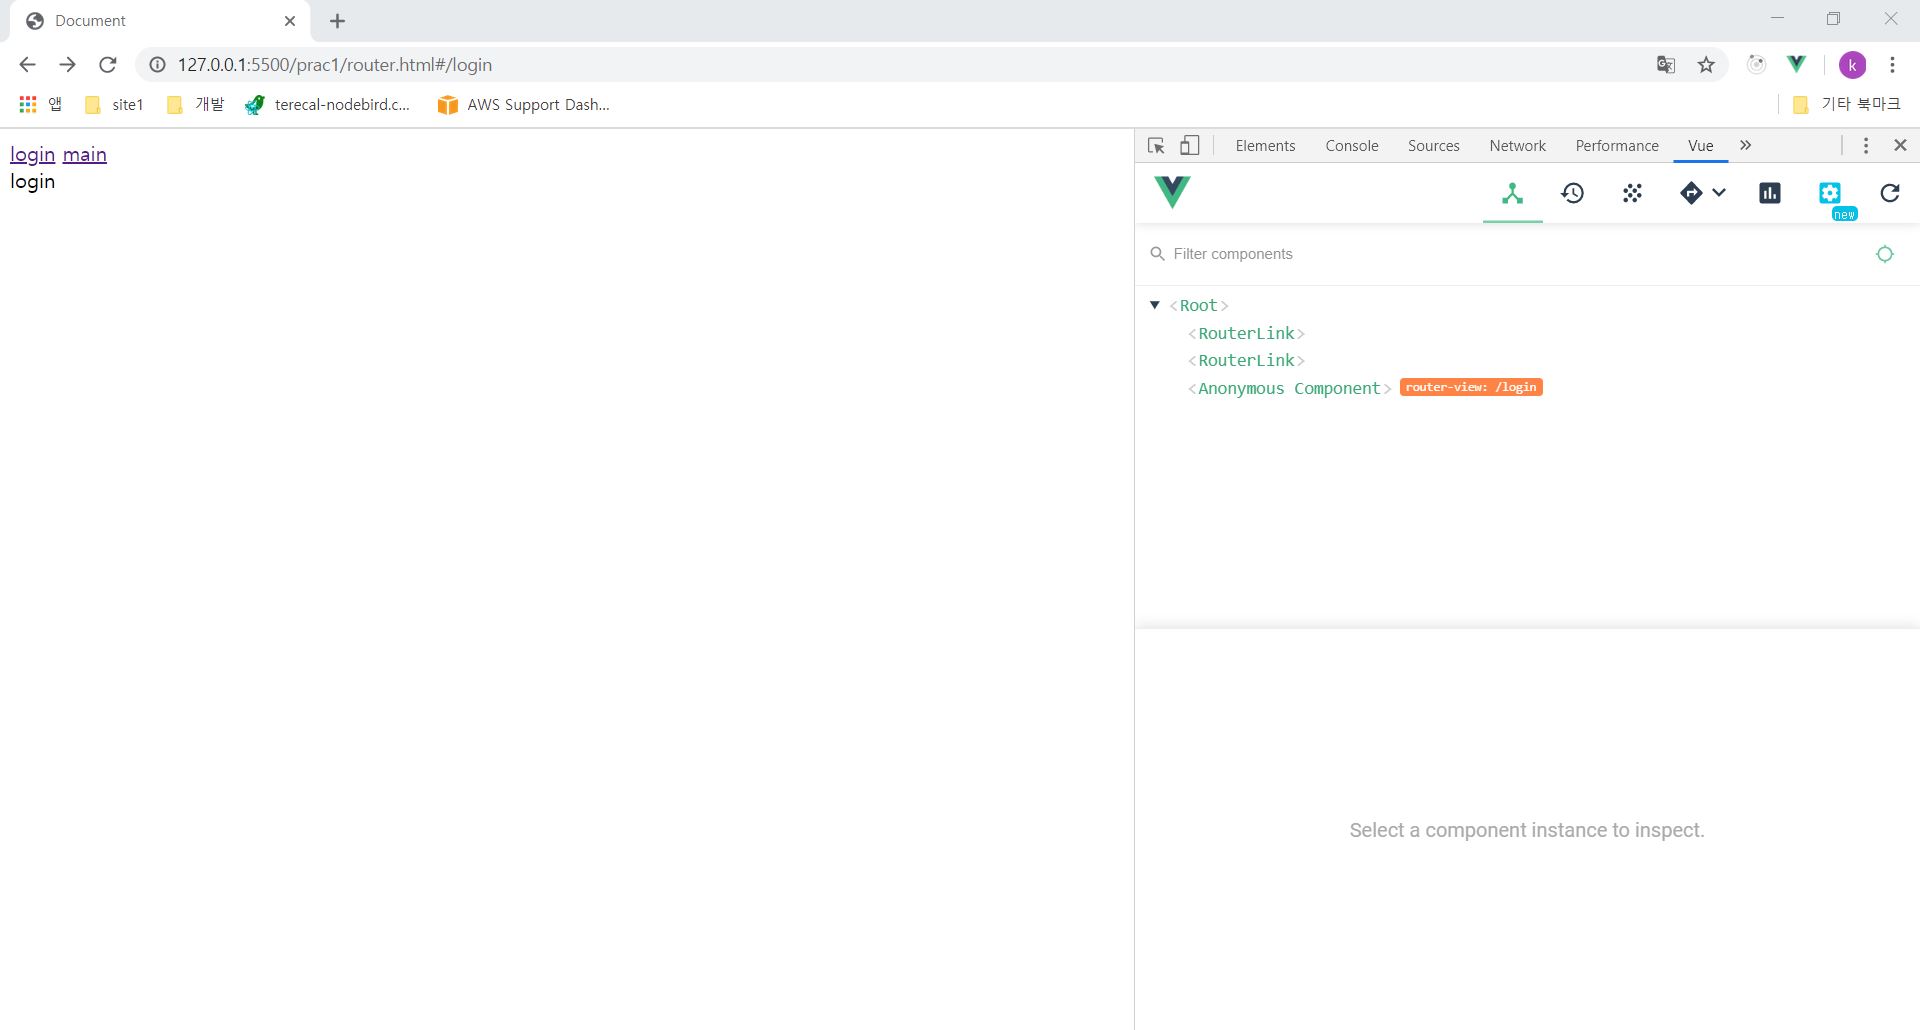 Document
127.0.0.1:5500/prac1/router.html#/login
k
앱 site1 개발 terecal-nodebird.c... AWS Support Dash... 기타 북마크
login main
login
Elements Console Sources Network Performance Vue
new
Filter components
<Root>
<RouterLink>
<RouterLink>
<Anonymous Component> router-view: /login
Select a component instance to inspect.